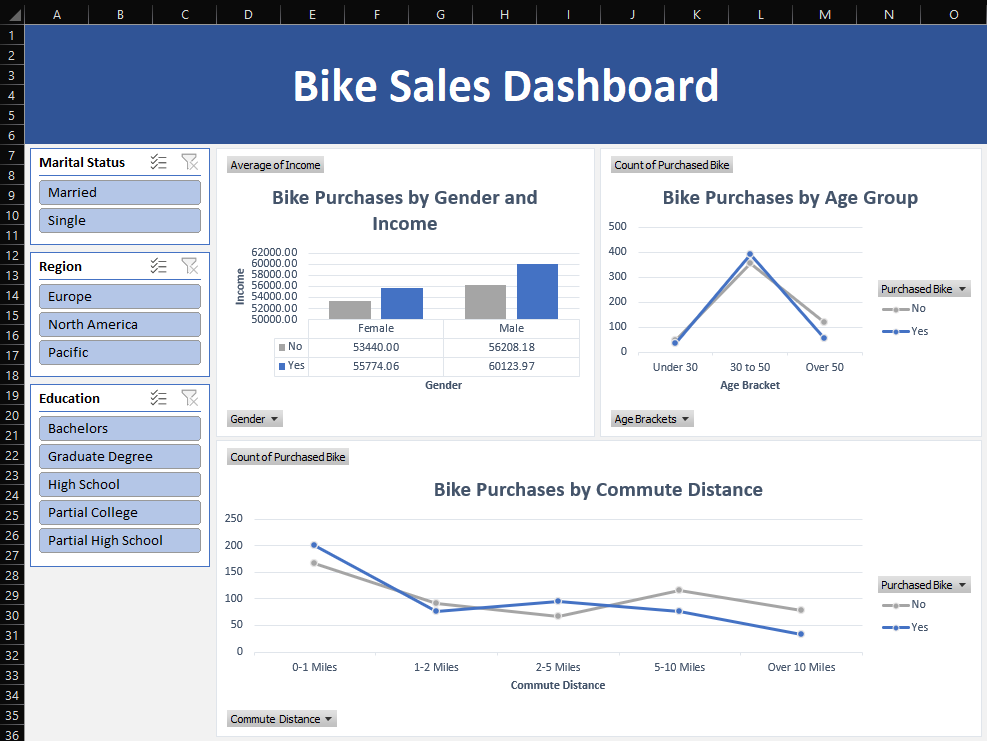 A B C D E F G H I J K L M N O
1
2
3
4
5
6
7
8
9
10
11
12
13
14
15
16
17
18
19
20
21
22
23
24
25
26
27
28
29
30
31
32
33
34
35
36
Bike Sales Dashboard
Marital Status
Married
Single
Region
Europe
North America
Pacific
Education
Bachelors
Graduate Degree
High School
Partial College
Partial High School
Average of Income
Bike Purchases by Gender and
Income
62000.00
60000.00
58000.00
56000.00
54000.00
52000.00
50000.00
Income
Female Male
No 53440.00 56208.18
Yes 55774.06 60123.97
Gender
Gender
Count of Purchased Bike
Bike Purchases by Age Group
500
400
300
200
100
0
Under 30 30 to 50 Over 50
Age Bracket
Purchased Bike
No
Yes
Age Brackets
Count of Purchased Bike
Bike Purchases by Commute Distance
250
200
150
100
50
0
0-1 Miles 1-2 Miles 2-5 Miles 5-10 Miles Over 10 Miles
Commute Distance
Purchased Bike
No
Yes
Commute Distance